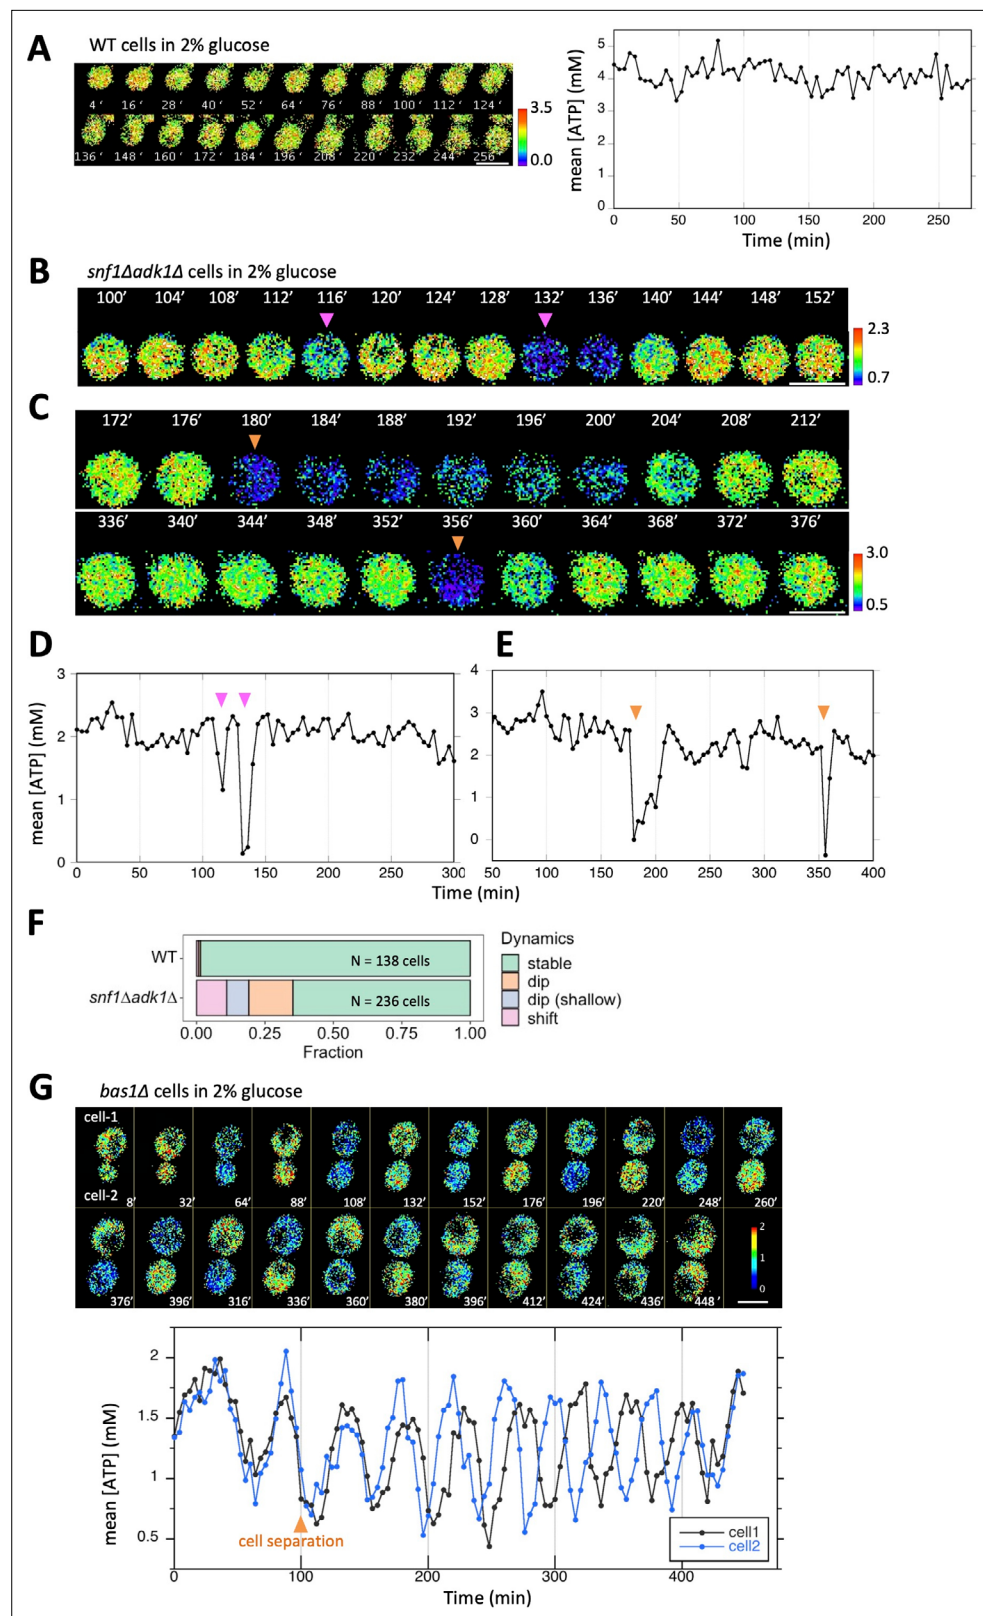 A
WT cells in 2% glucose
4‘ 16‘ 28‘ 40‘ 52‘ 64‘ 76‘ 88‘ 100‘ 112‘ 124‘
136‘ 148‘ 160‘ 172‘ 184‘ 196‘ 208‘ 220‘ 232‘ 244‘ 256‘
3.5
0.0
mean [ATP] (mM)
5
4
3
2
1
0
0 50 100 150 200 250
Time (min)
B
snf1Δadk1Δ cells in 2% glucose
100’ 104’ 108’ 112’ 116’ 120’ 124’ 128’ 132’ 136’ 140’ 144’ 148’ 152’
2.3
0.7
C
172’ 176’ 180’ 184’ 188’ 192’ 196’ 200’ 204’ 208’ 212’
336’ 340’ 344’ 348’ 352’ 356’ 360’ 364’ 368’ 372’ 376’
3.0
0.5
D
mean [ATP] (mM)
3
2
1
0
0 50 100 150 200 250 300
E
4
3
2
1
0
50 100 150 200 250 300 350 400
Time (min)
F
WT
N = 138 cells
snf1Δadk1Δ
N = 236 cells
0.00 0.25 0.50 0.75 1.00
Fraction
Dynamics
stable
dip
dip (shallow)
shift
G
bas1Δ cells in 2% glucose
cell-1
cell-2
8’ 32’ 64’ 88’ 108’ 132’ 152’ 176’ 196’ 220’ 248’ 260’
376’ 396’ 316’ 336’ 360’ 380’ 396’ 412’ 424’ 436’ 448’
2
1
0
mean [ATP] (mM)
2
1.5
1
0.5
cell separation
cell1
cell2
0 100 200 300 400
Time (min)